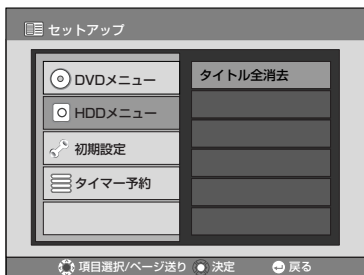 セットアップ
DVDメニュー
HDDメニュー
初期設定
タイマー予約
タイトル全消去
項目選択/ページ送り 決定 戻る